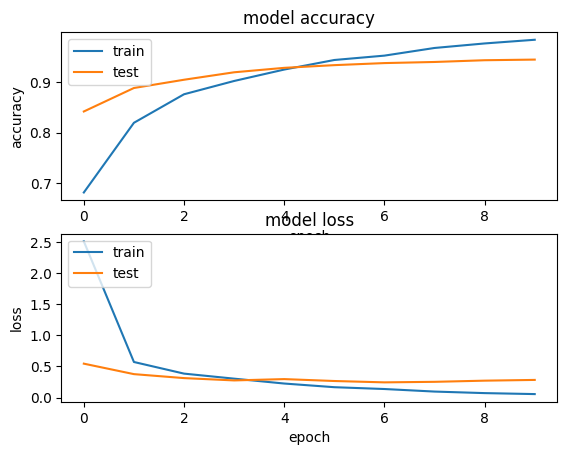 model accuracy
train
test
accuracy
0.9
0.8
0.7
0 2 4 6 8
model loss
train
test
loss
2.5
2.0
1.5
1.0
0.5
0.0
0 2 4 6 8
epoch